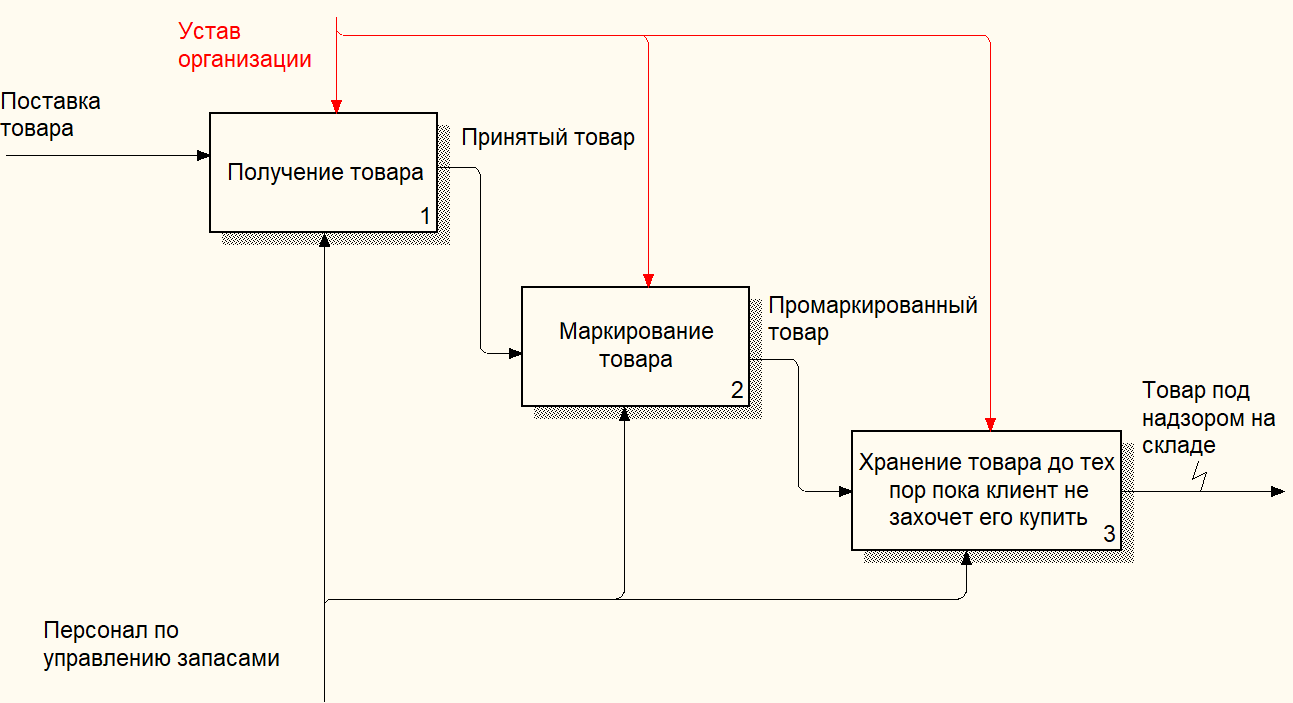 Устав
организации
Поставка
товара
Принятый товар
Получение товара
1
Промаркированный
товар
Маркирование
товара
2
Товар под
надзором на
складе
Хранение товара до тех
пор пока клиент не
захочет его купить
3
Персонал по
управлению запасами